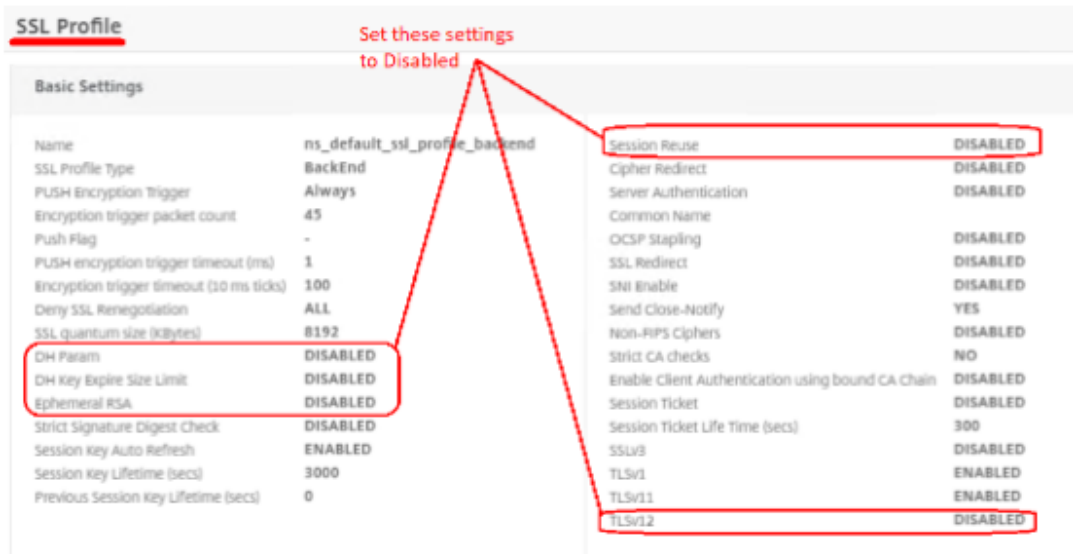 SSL Profile
Set these settings
to Disabled
Basic Settings
Name ns_default_ssl_profile_backend
SSL Profile Type BackEnd
PUSH Encryption Trigger Always
Encryption trigger packet count 45
Push Flag -
PUSH encryption trigger timeout (ms) 1
Encryption trigger timeout (10 ms ticks) 100
Deny SSL Renegotiation ALL
SSL quantum size (KBytes) 8192
DH Param DISABLED
DH Key Expire Size Limit DISABLED
Ephemeral RSA DISABLED
Strict Signature Digest Check DISABLED
Session Key Auto Refresh ENABLED
Session Key Lifetime (secs) 3000
Previous Session Key Lifetime (secs) 0
Session Reuse DISABLED
Cipher Redirect DISABLED
Server Authentication DISABLED
Common Name
OCSP Stapling DISABLED
SSL Redirect DISABLED
SNI Enable DISABLED
Send Close-Notify YES
Non-FIPS Ciphers DISABLED
Strict CA checks NO
Enable Client Authentication using bound CA Chain DISABLED
Session Ticket DISABLED
Session Ticket Life Time (secs) 300
SSLv3 DISABLED
TLSv1 ENABLED
TLSv11 ENABLED
TLSv12 DISABLED